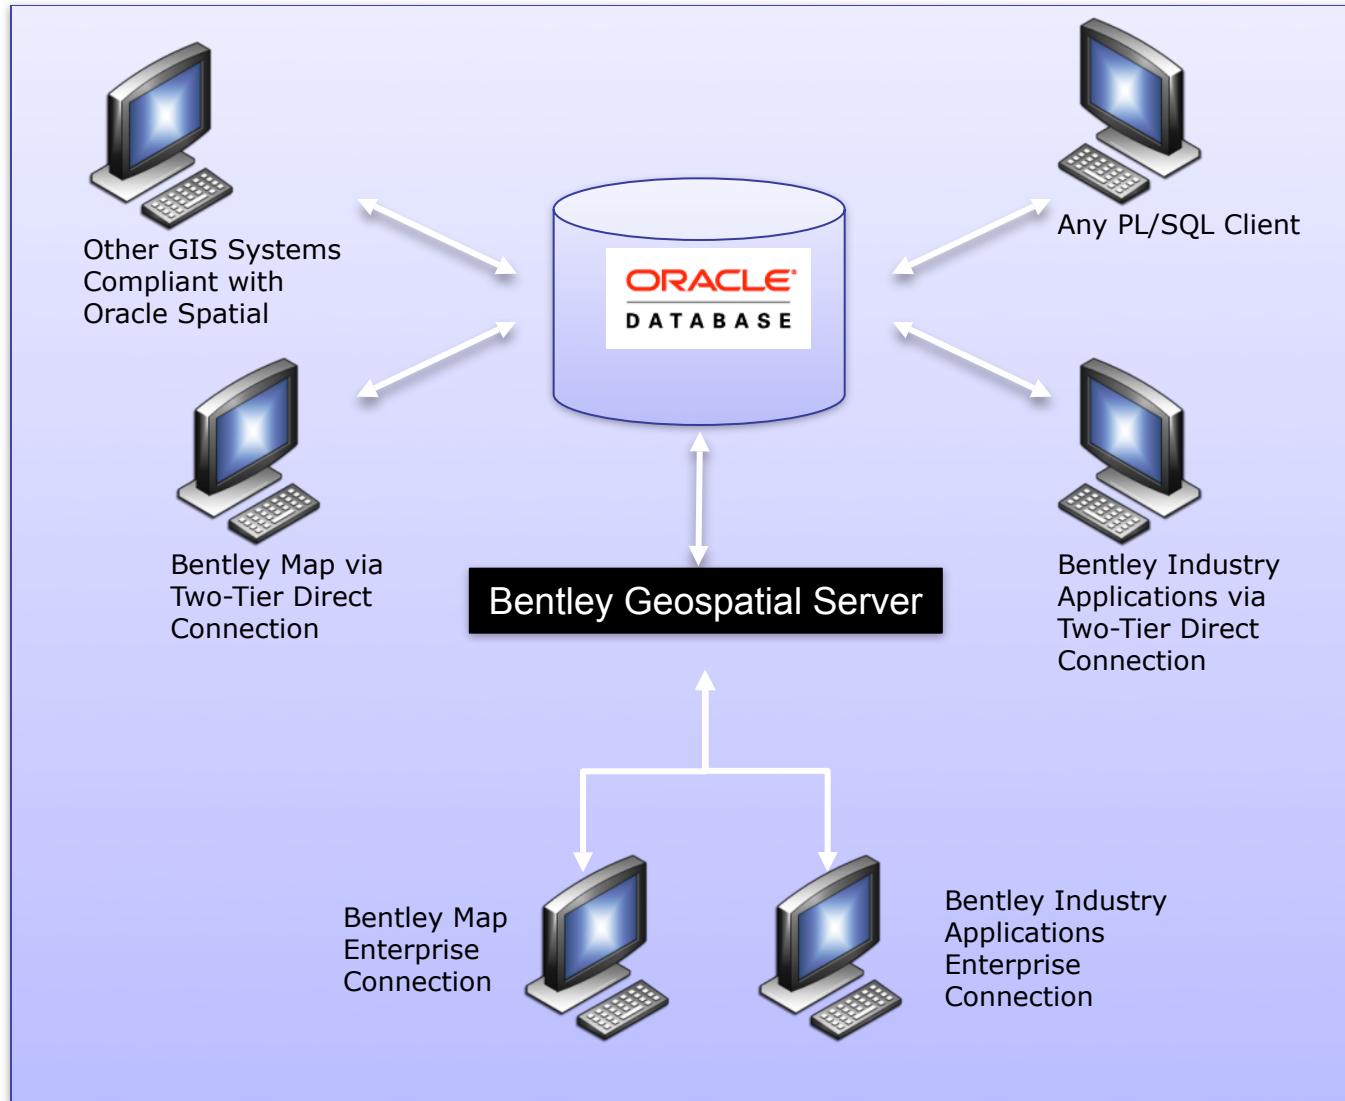 Other GIS Systems
Compliant with
Oracle Spatial
ORACLE
DATABASE
Any PL/SQL Client
Bentley Map via
Two-Tier Direct
Connection
Bentley Geospatial Server
Bentley Industry
Applications via
Two-Tier Direct
Connection
Bentley Map
Enterprise
Connection
Bentley Industry
Applications
Enterprise
Connection